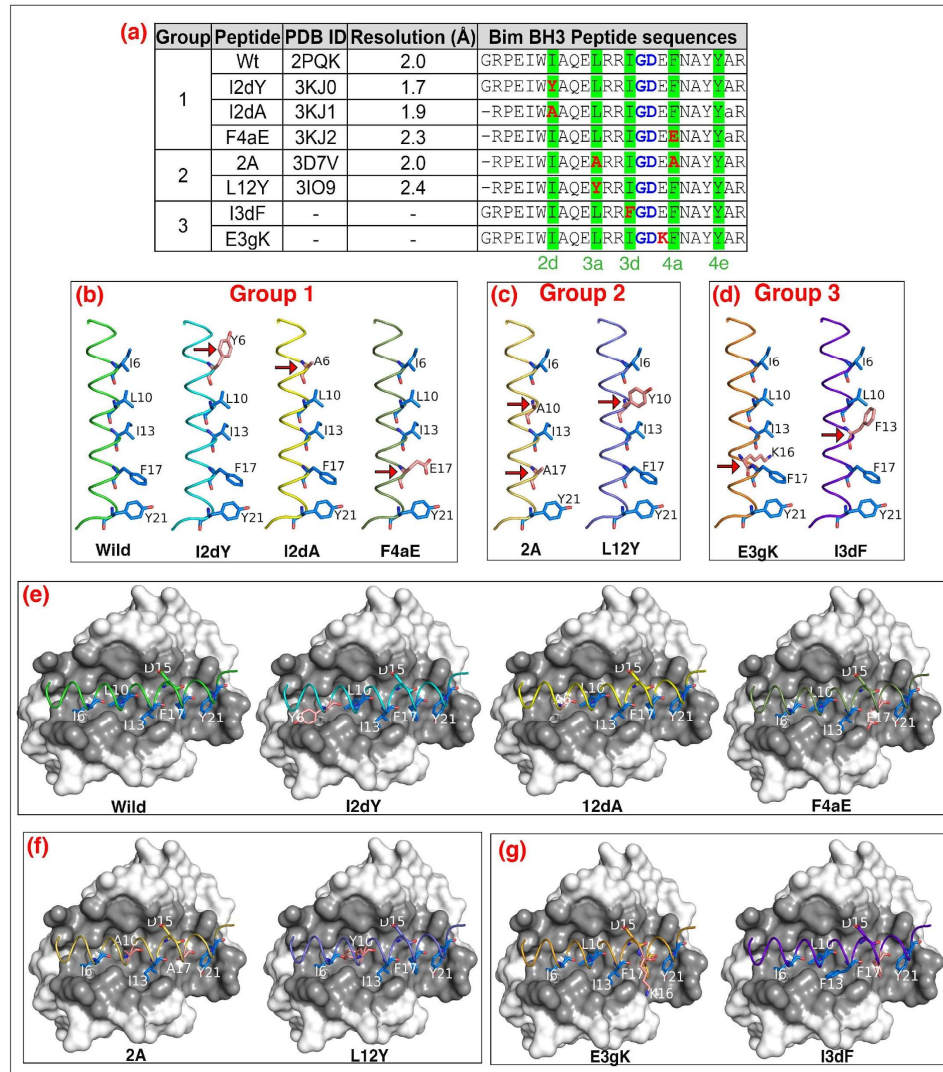 (a)
Group Peptide PDB ID Resolution (Å) Bim BH3 Peptide sequences
1
Wt 2PQK 2.0 GRPEIWIAQELRRIGDEFNAYYAR
I2dY 3KJ0 1.7 GRPEIWYAQELRRIGDEFNAYYAR
I2dA 3KJ1 1.9 -RPEIWAAQELRRIGDEFNAYYaR
F4aE 3KJ2 2.3 -RPEIWIAQELRRIGDEENAYYaR
2
2A 3D7V 2.0 -RPEIWIAQEARRIGDEANAYYAR
L12Y 3IO9 2.4 -RPEIWIAQEYRRIGDEFNAYYAR
3
I3dF - - GRPEIWIAQELRRFGDEFNAYYAR
E3gK - - GRPEIWIAQELRRIGDKFNAYYAR
2d 3a 3d 4a 4e
(b) Group 1
I6 L10 I13 F17 Y21
Wild
Y6 L10 I13 F17 Y21
I2dY
A6 L10 I13 F17 Y21
I2dA
I6 L10 I13 E17 Y21
F4aE
(c) Group 2
I6 A10 I13 A17 Y21
2A
I6 Y10 I13 F17 Y21
L12Y
(d) Group 3
I6 L10 I13 K16 F17 Y21
E3gK
I6 L10 F13 F17 Y21
I3dF
(e)
D15 L10 I6 I13 F17 Y21
Wild
D15 L10 Y6 I13 F17 Y21
I2dY
D15 L10 I13 F17 Y21
12dA
D15 L10 I6 I13 E17 Y21
F4aE
(f)
D15 A10 I6 I13 A17 Y21
2A
D15 Y10 I6 I13 F17 Y21
L12Y
(g)
D15 L10 I6 I13 F17 Y21 K16
E3gK
D15 L10 I6 F13 F17 Y21
I3dF